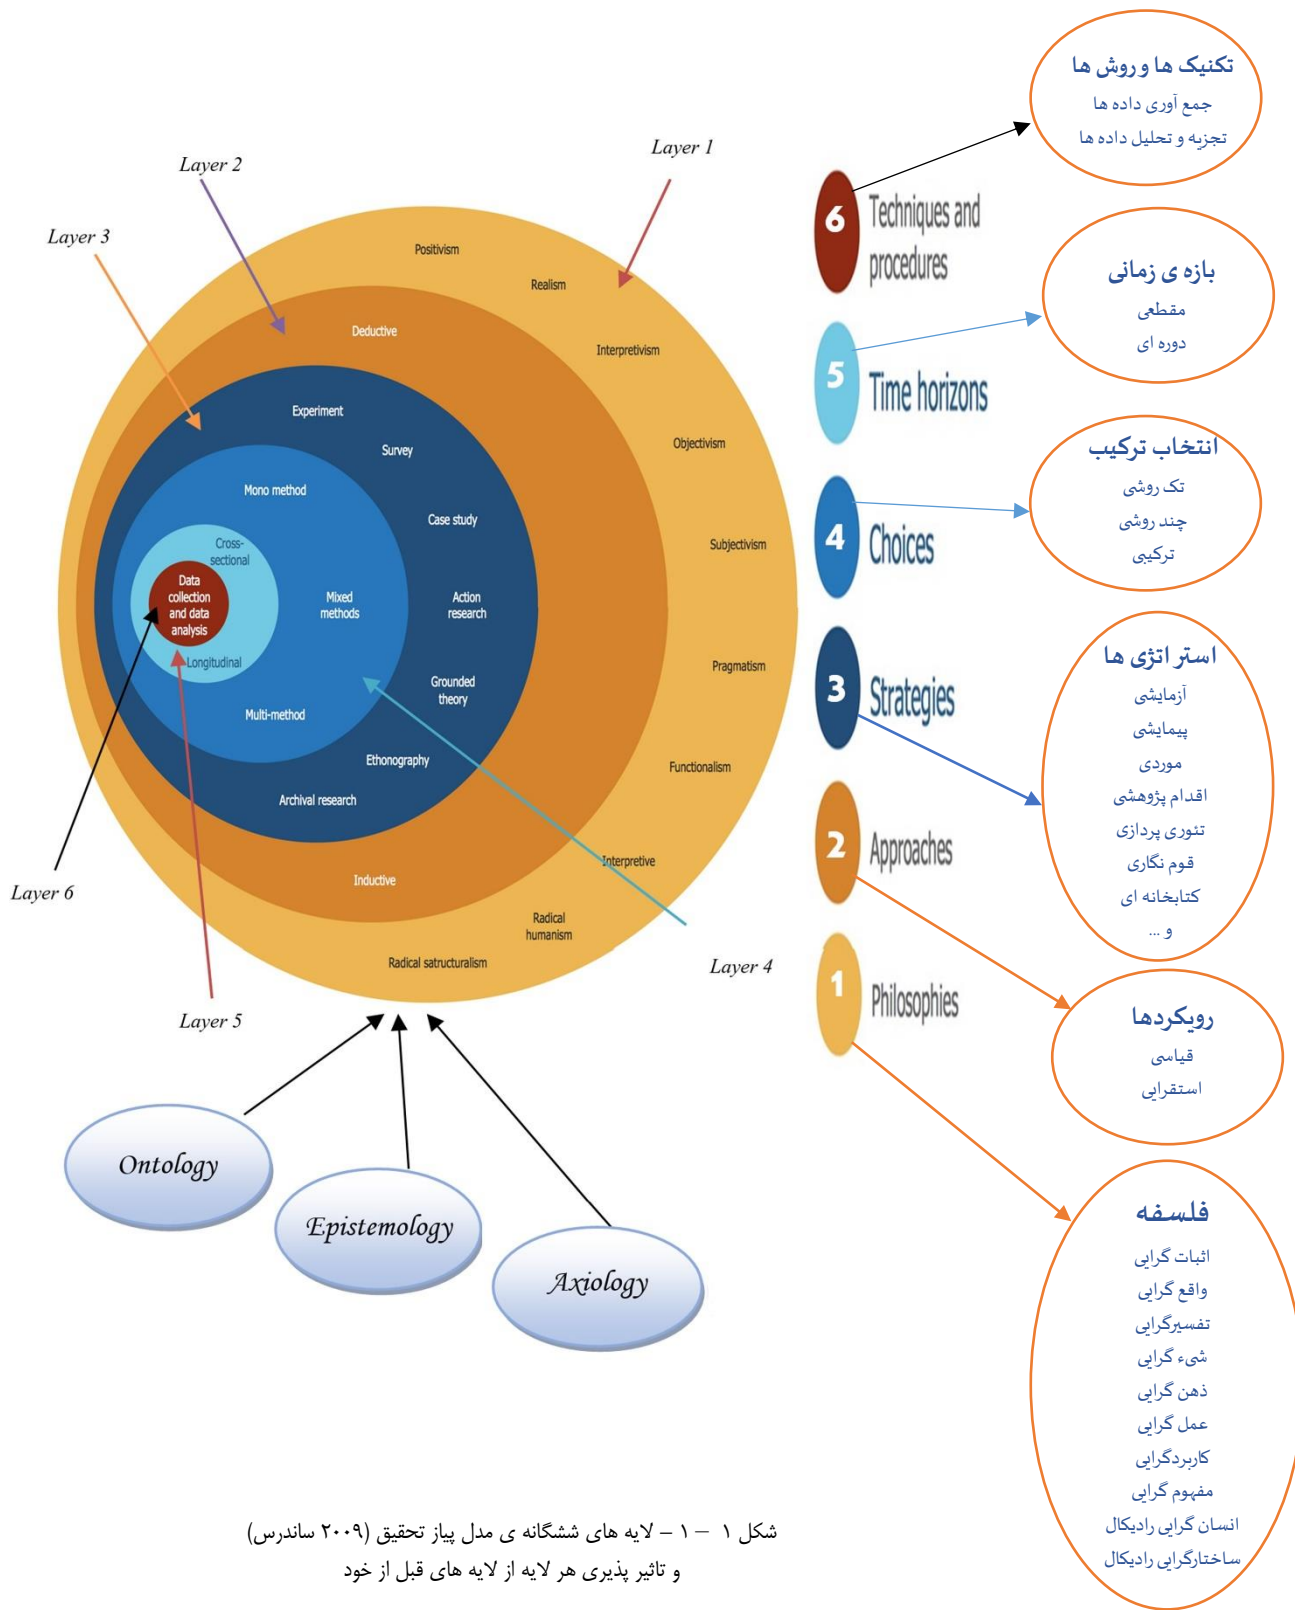 Layer 1
Layer 2
Layer 3
Positivism
Realism
Interpretivism
Objectivism
Subjectivism
Pragmatism
Functionalism
Interpretive
Radical
humanism
Radical satructuralism
Deductive
Inductive
Experiment
Survey
Case study
Action
research
Grounded
theory
Ethonography
Archival research
Mono method
Mixed
methods
Multi-method
Cross-
sectional
Longitudinal
Data
collection
and data
analysis
Layer 6
Layer 5
Layer 4
6
Techniques and
procedures
5
Time horizons
4
Choices
3
Strategies
2
Approaches
1
Philosophies
تکنیک ها و روش ها
جمع آوری داده ها
تجزیه و تحلیل داده ها
بازه ی زمانی
مقطعی
دوره ای
انتخاب ترکیب
تک روشی
چند روشی
ترکیبی
استراتژی ها
آزمایشی
پیمایشی
موردی
اقدام پژوهشی
تئوری پردازی
قوم نگاری
کتابخانه ای
و ...
رویکردها
قیاسی
استقرایی
فلسفه
اثبات گرایی
واقع گرایی
تفسیرگرایی
شیء گرایی
ذهن گرایی
عمل گرایی
کاربردگرایی
مفهوم گرایی
انسان گرایی رادیکال
ساختارگرایی رادیکال
Ontology
Epistemology
Axiology
شکل ۱ – ۱ – لایه های ششگانه ی مدل پیاز تحقیق (۲۰۰۹ ساندرس)
و تاثیر پذیری هر لایه از لایه های قبل از خود